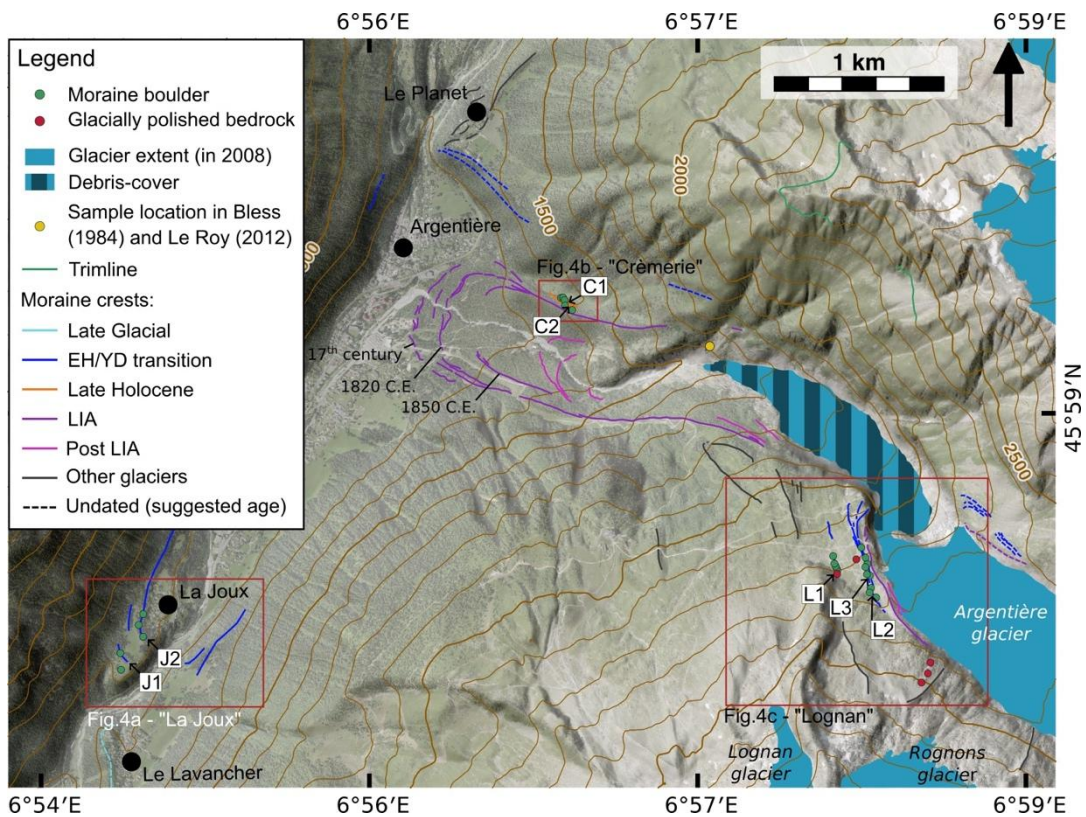 6°56′E
6°57′E
6°59′E
Legend
Moraine boulder
Glacially polished bedrock
Glacier extent (in 2008)
Debris-cover
Sample location in Bless
(1984) and Le Roy (2012)
Trimline
Moraine crests:
Late Glacial
EH/YD transition
Late Holocene
LIA
Post LIA
Other glaciers
Undated (suggested age)
1 km
Le Planet
2000
1500
Argentière
Fig.4b - "Crèmerie"
C1
C2
17th century
1820 C.E.
1850 C.E.
45°59′N
2500
L1
L3
L2
Argentière
glacier
La Joux
J2
J1
Fig.4a - "La Joux"
Fig.4c - "Lognan"
Le Lavancher
Lognan
glacier
Rognons
glacier
6°54′E
6°56′E
6°57′E
6°59′E